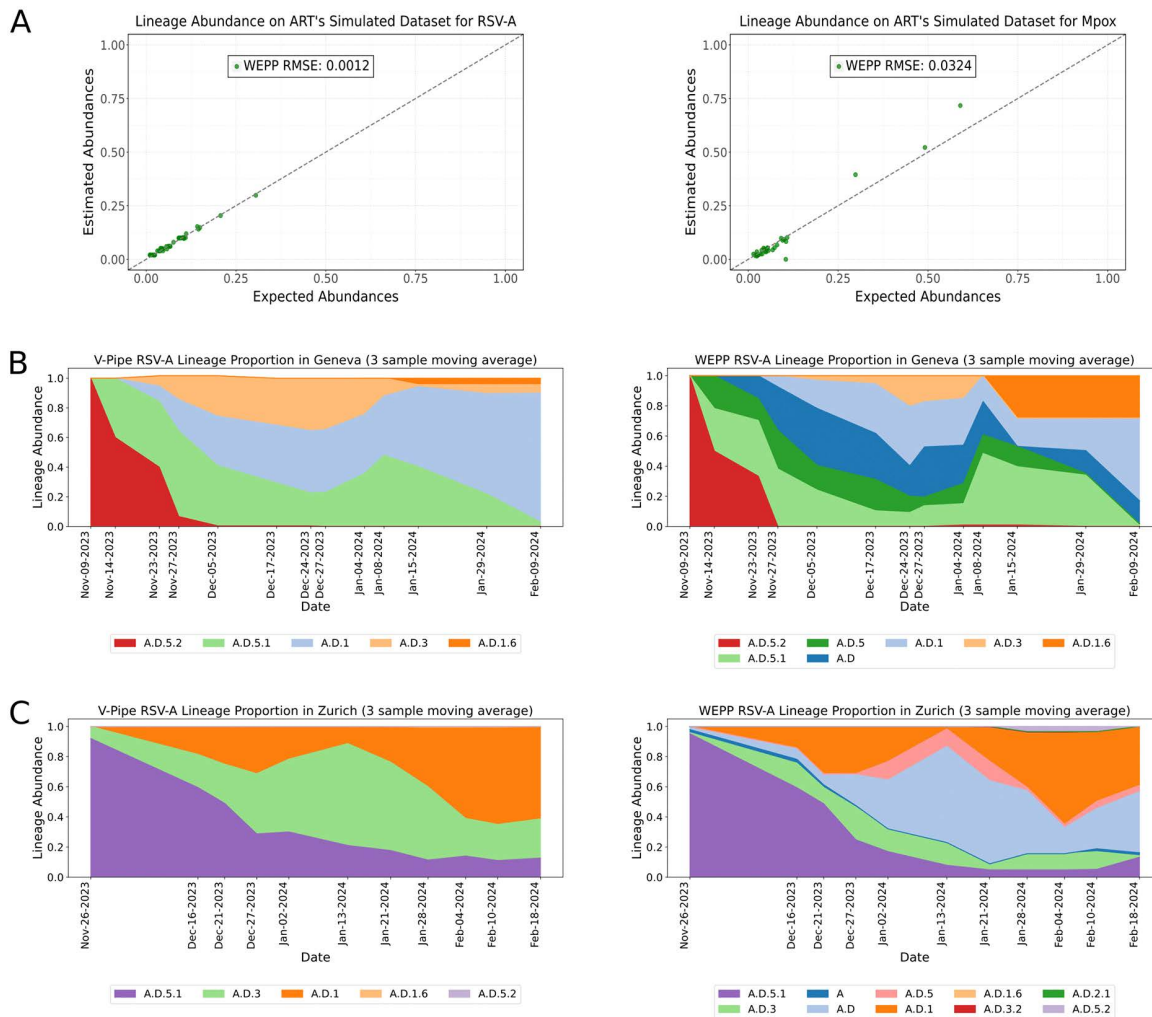 A
Lineage Abundance on ART's Simulated Dataset for RSV-A
1.00
0.75
0.50
0.25
0.00
Estimated Abundances
WEPP RMSE: 0.0012
0.00 0.25 0.50 0.75 1.00
Expected Abundances
Lineage Abundance on ART's Simulated Dataset for Mpox
1.00
0.75
0.50
0.25
0.00
Estimated Abundances
WEPP RMSE: 0.0324
0.00 0.25 0.50 0.75 1.00
Expected Abundances
B
V-Pipe RSV-A Lineage Proportion in Geneva (3 sample moving average)
1.0
0.8
0.6
0.4
0.2
0.0
Lineage Abundance
Nov-09-2023
Nov-14-2023
Nov-23-2023
Nov-27-2023
Dec-05-2023
Dec-17-2023
Dec-24-2023
Dec-27-2023
Jan-04-2024
Jan-08-2024
Jan-15-2024
Jan-29-2024
Feb-09-2024
Date
A.D.5.2 A.D.5.1 A.D.1 A.D.3 A.D.1.6
WEPP RSV-A Lineage Proportion in Geneva (3 sample moving average)
1.0
0.8
0.6
0.4
0.2
0.0
Lineage Abundance
Nov-09-2023
Nov-14-2023
Nov-23-2023
Nov-27-2023
Dec-05-2023
Dec-17-2023
Dec-24-2023
Dec-27-2023
Jan-04-2024
Jan-08-2024
Jan-15-2024
Jan-29-2024
Feb-09-2024
Date
A.D.5.2 A.D.5 A.D.1 A.D.3 A.D.1.6
A.D.5.1 A.D
C
V-Pipe RSV-A Lineage Proportion in Zurich (3 sample moving average)
1.0
0.8
0.6
0.4
0.2
0.0
Lineage Abundance
Nov-26-2023
Dec-16-2023
Dec-21-2023
Dec-27-2023
Jan-02-2024
Jan-13-2024
Jan-21-2024
Jan-28-2024
Feb-04-2024
Feb-10-2024
Feb-18-2024
Date
A.D.5.1 A.D.3 A.D.1 A.D.1.6 A.D.5.2
WEPP RSV-A Lineage Proportion in Zurich (3 sample moving average)
1.0
0.8
0.6
0.4
0.2
0.0
Lineage Abundance
Nov-26-2023
Dec-16-2023
Dec-21-2023
Dec-27-2023
Jan-02-2024
Jan-13-2024
Jan-21-2024
Jan-28-2024
Feb-04-2024
Feb-10-2024
Feb-18-2024
Date
A.D.5.1 A A.D.5 A.D.1.6 A.D.2.1
A.D.3 A.D A.D.1 A.D.3.2 A.D.5.2